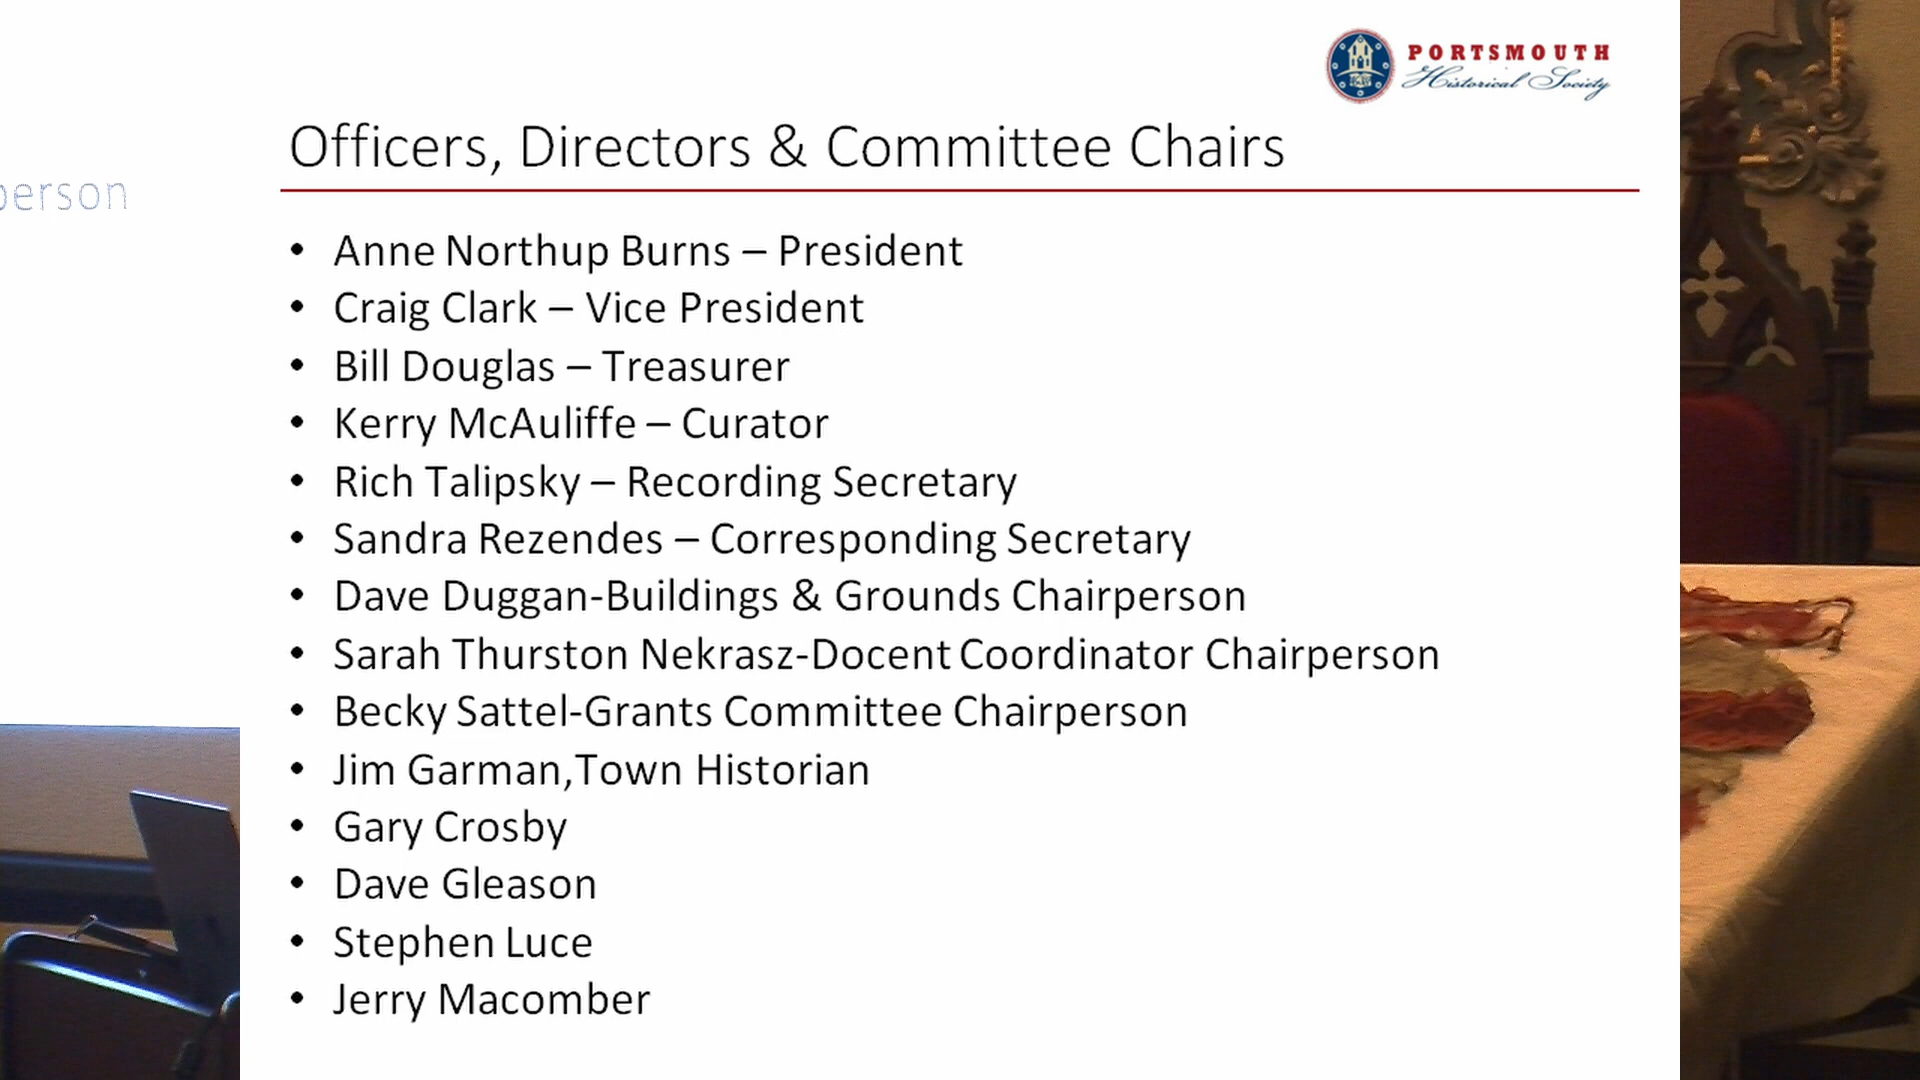 PORTSMOUTH
Historical Society
Officers, Directors & Committee Chairs
person
• Anne Northup Burns – President
• Craig Clark – Vice President
• Bill Douglas – Treasurer
• Kerry McAuliffe – Curator
• Rich Talipsky – Recording Secretary
• Sandra Rezendes – Corresponding Secretary
• Dave Duggan-Buildings & Grounds Chairperson
• Sarah Thurston Nekrasz-Docent Coordinator Chairperson
• Becky Sattel-Grants Committee Chairperson
• Jim Garman,Town Historian
• Gary Crosby
• Dave Gleason
• Stephen Luce
• Jerry Macomber